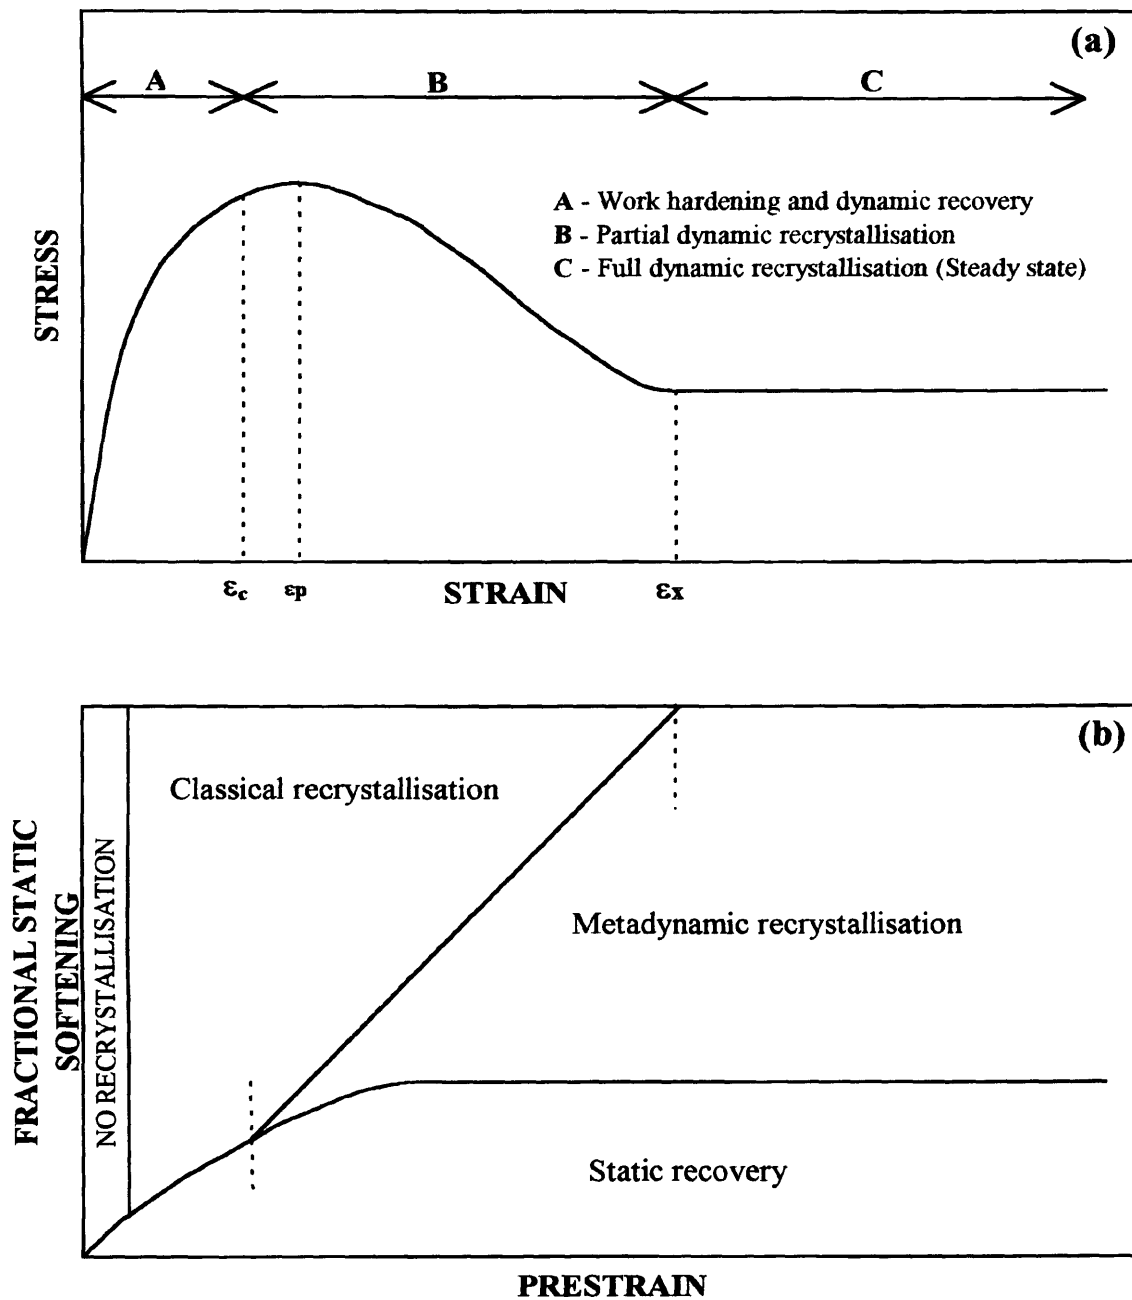 (a)
A
B
C
A - Work hardening and dynamic recovery
B - Partial dynamic recrystallisation
C - Full dynamic recrystallisation (Steady state)
STRESS
εc
εp
STRAIN
εx
(b)
Classical recrystallisation
FRACTIONAL STATIC
SOFTENING
NO RECRYSTALLISATION
Metadynamic recrystallisation
Static recovery
PRESTRAIN